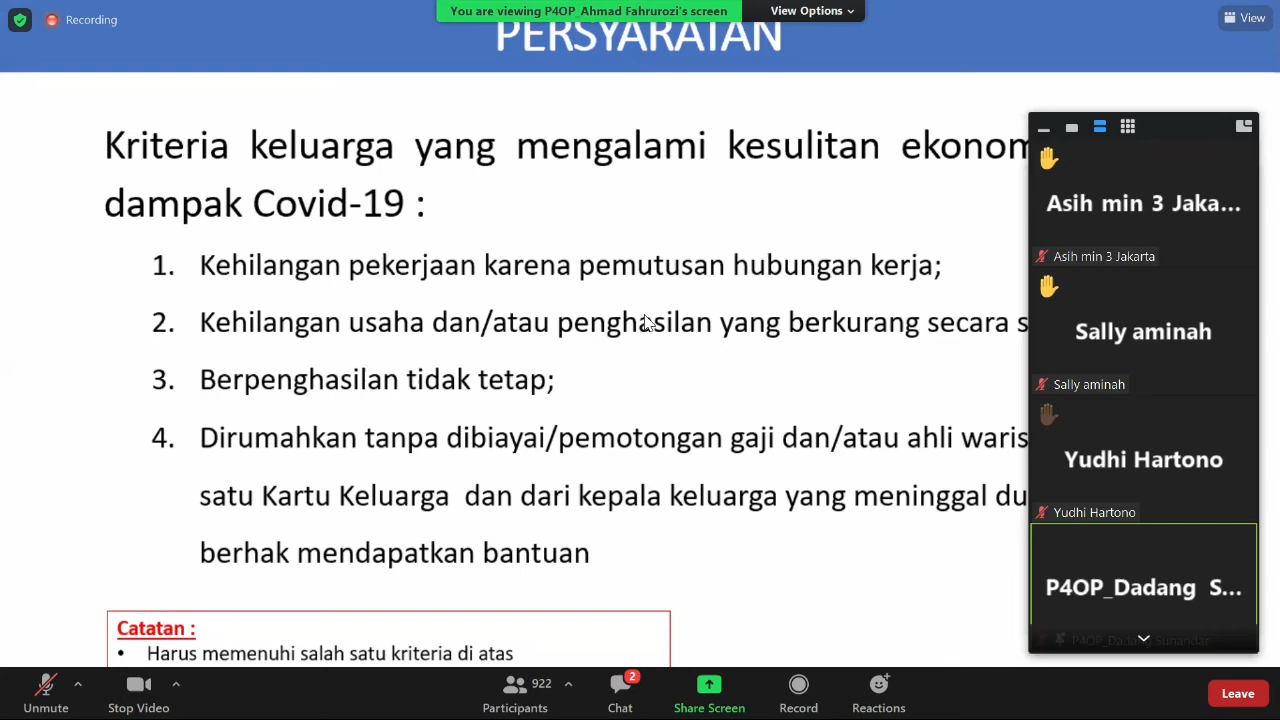 Recording
You are viewing P4OP_Ahmad Fahrurozi's screen
View Options
View
PERSYARATAN
Kriteria keluarga yang mengalami kesulitan
dampak Covid-19 :
1. Kehilangan pekerjaan karena pemutusan hubungan kerja;
2. Kehilangan usaha dan/atau penghasilan yang berkurang secara
3. Berpenghasilan tidak tetap;
4. Dirumahkan tanpa dibiayai/pemotongan gaji dan/atau ahli waris
satu Kartu Keluarga dan dari kepala keluarga yang meninggal
berhak mendapatkan bantuan
Catatan :
• Harus memenuhi salah satu kriteria di atas
Asih min 3 Jaka...
Asih min 3 Jakarta
Sally aminah
Sally aminah
Yudhi Hartono
Yudhi Hartono
P4OP_Dadang S...
P4OP_Dadang Sunandar
Unmute
Stop Video
922
Participants
2
Chat
Share Screen
Record
Reactions
Leave